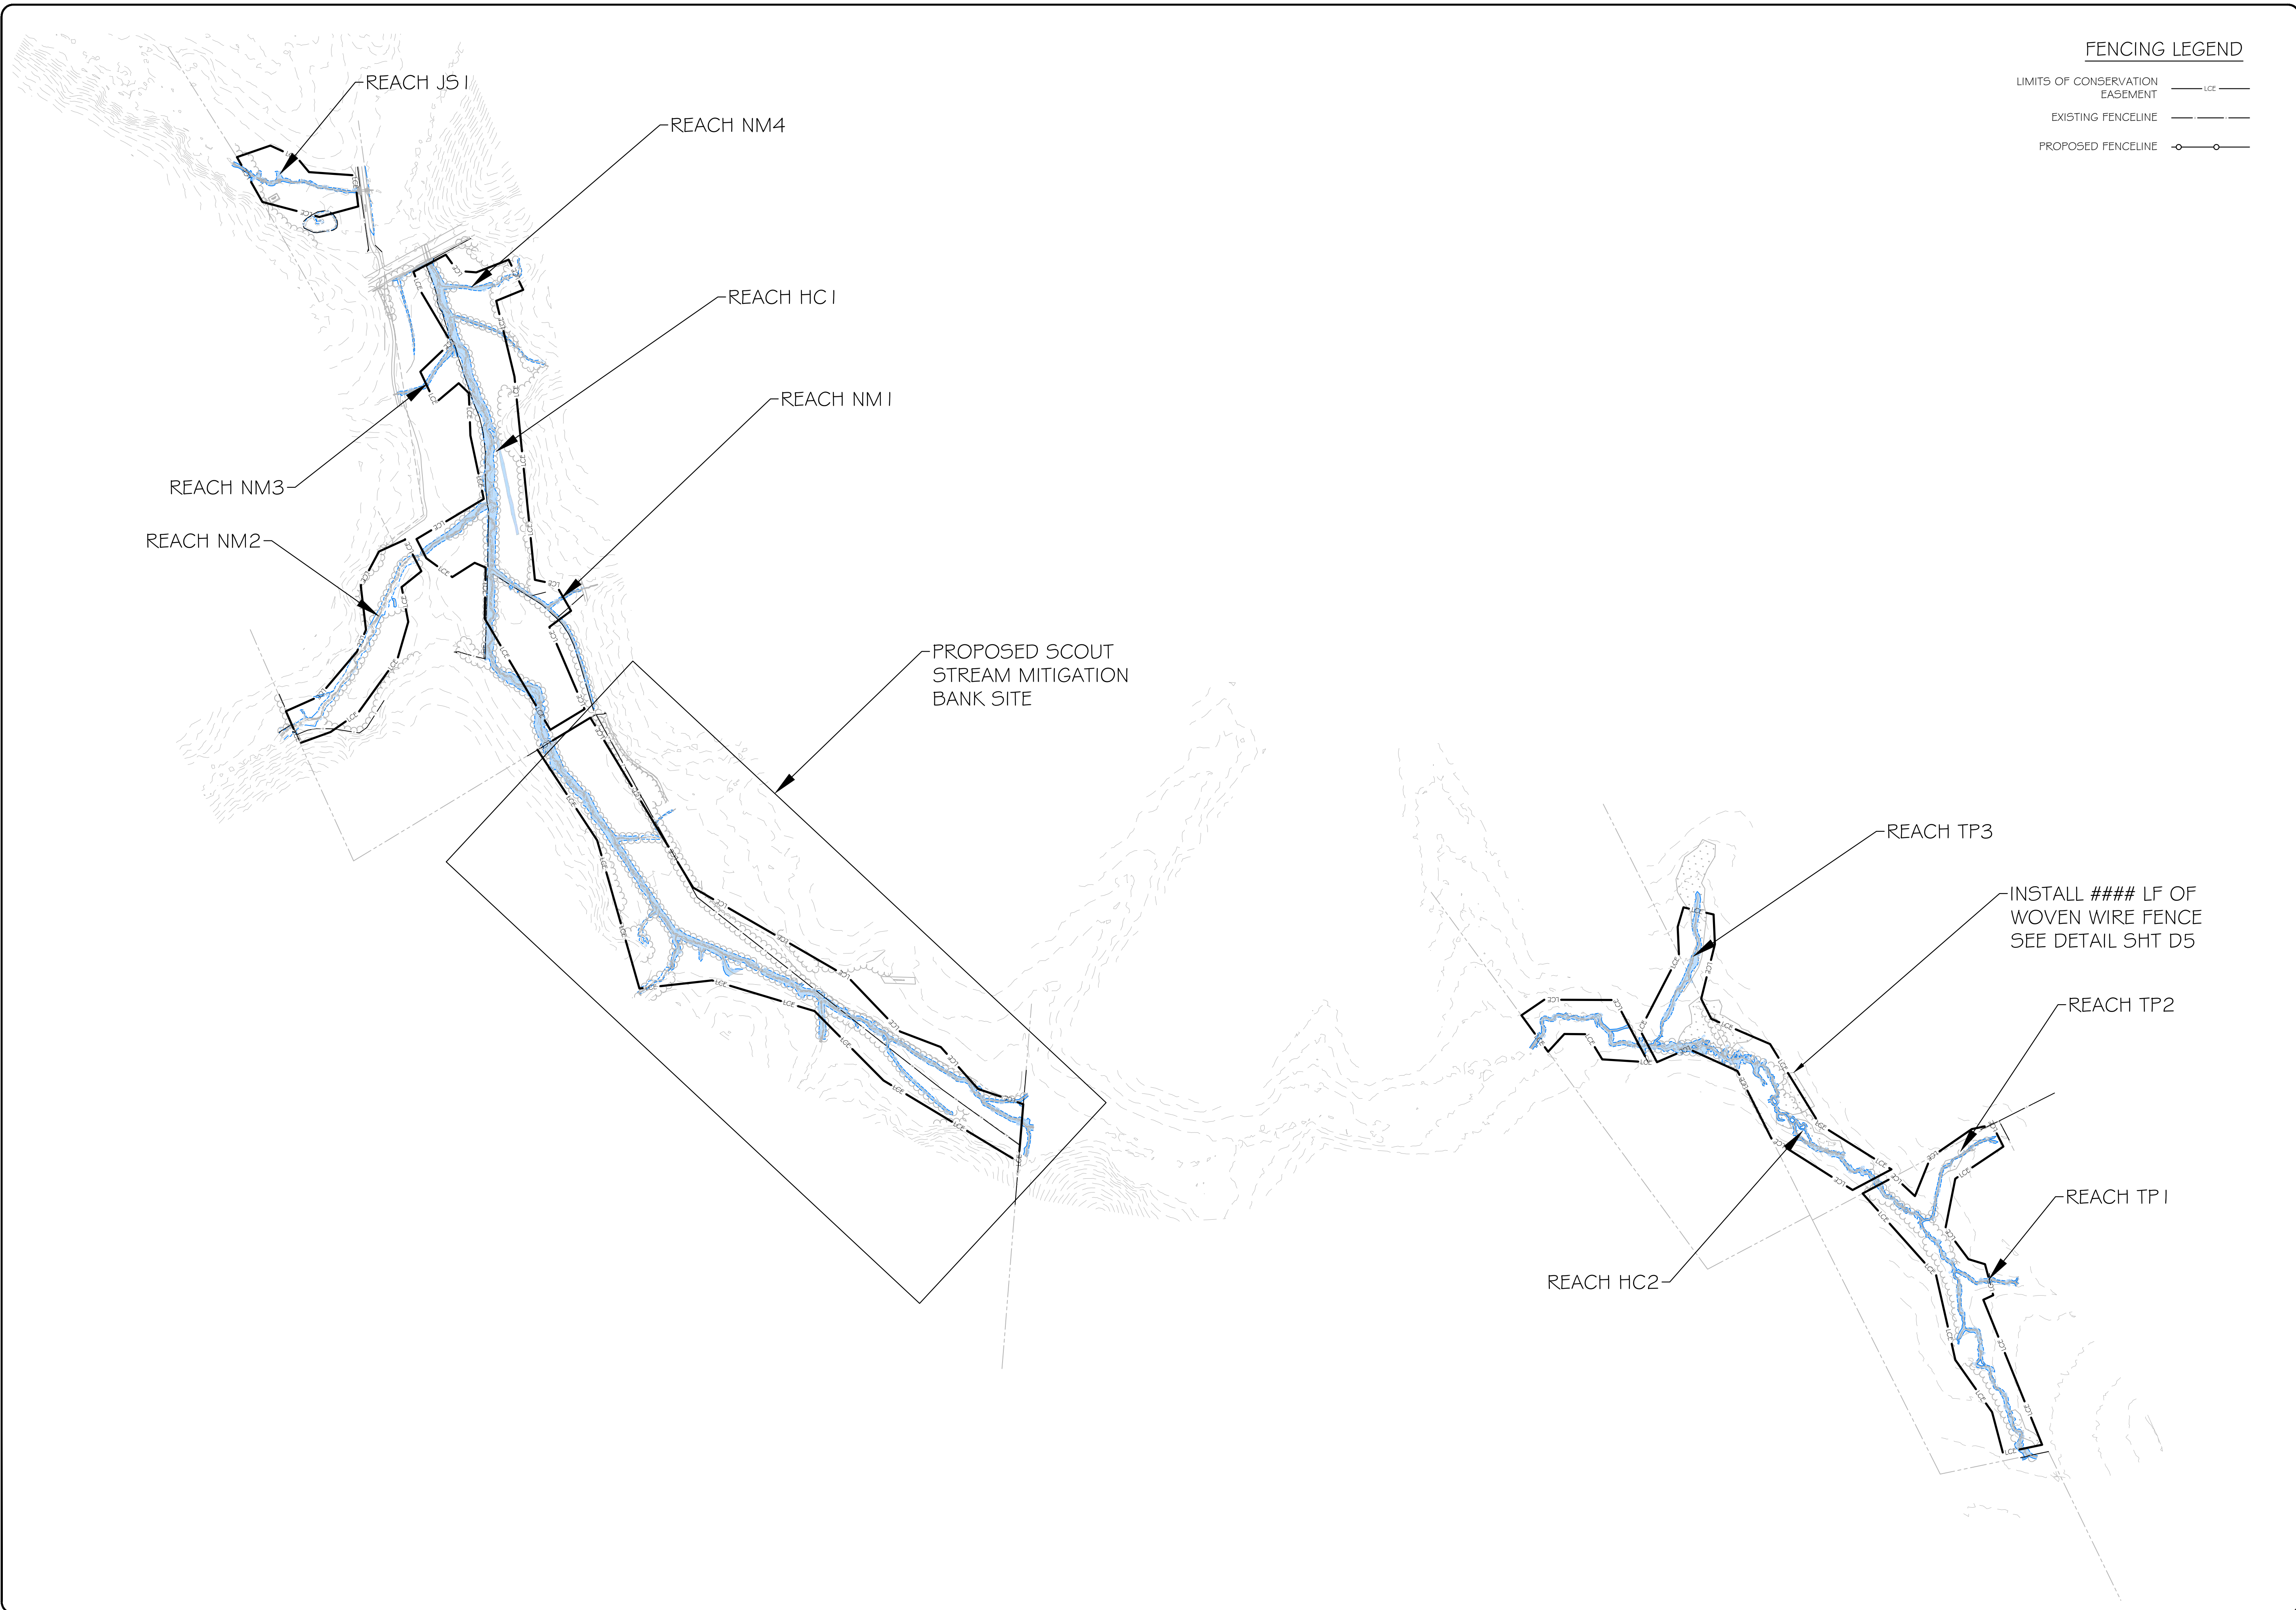 FENCING LEGEND
LIMITS OF CONSERVATION
EASEMENT
LCE
EXISTING FENCELINE
PROPOSED FENCELINE
REACH JS1
REACH NM4
REACH HC1
REACH NM1
REACH NM3
REACH NM2
PROPOSED SCOUT
STREAM MITIGATION
BANK SITE
REACH TP3
INSTALL #### LF OF
WOVEN WIRE FENCE
SEE DETAIL SHT D5
REACH TP2
REACH TP1
REACH HC2